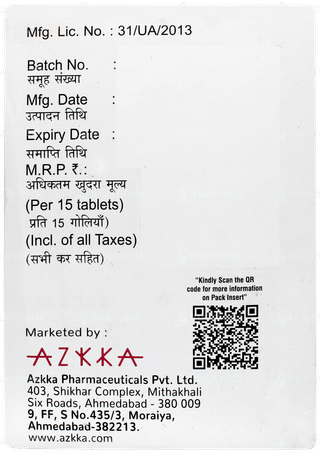 Mfg. Lic. No. : 31/UA/2013
Batch No. :
समूह संख्या
Mfg. Date :
उत्पादन तिथि
Expiry Date :
समाप्ति तिथि
M.R.P. ₹.:
अधिकतम खुदरा मूल्य
(Per 15 tablets)
प्रति 15 गोलियाँ)
(Incl. of all Taxes)
(सभी कर सहित)
"Kindly Scan the QR
code for more information
on Pack Insert"
Marketed by :
AZKKA
Azkka Pharmaceuticals Pvt. Ltd.
403, Shikhar Complex, Mithakhali
Six Roads, Ahmedabad - 380 009
9, FF, S No.435/3, Moraiya,
Ahmedabad-382213.
www.azkka.com